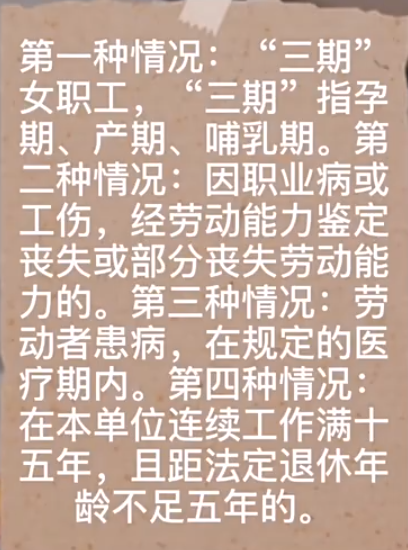 第一种情况：“三期”
女职工，“三期”指孕
期、产期、哺乳期。第
二种情况：因职业病或
工伤，经劳动能力鉴定
丧失或部分丧失劳动能
力的。第三种情况：劳
动者患病，在规定的医
疗期内。第四种情况：
在本单位连续工作满十
五年，且距法定退休年
龄不足五年的。